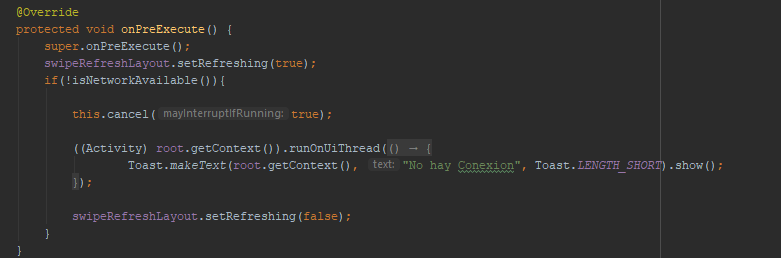 @Override
protected void onPreExecute() {
super.onPreExecute();
swipeRefreshLayout.setRefreshing(true);
if(!isNetworkAvailable()){
this.cancel( mayInterruptIfRunning: true);
((Activity) root.getContext()).runOnUiThread(() → {
Toast.makeText(root.getContext(), text: "No hay Conexion", Toast.LENGTH_SHORT).show();
});
swipeRefreshLayout.setRefreshing(false);
}
}